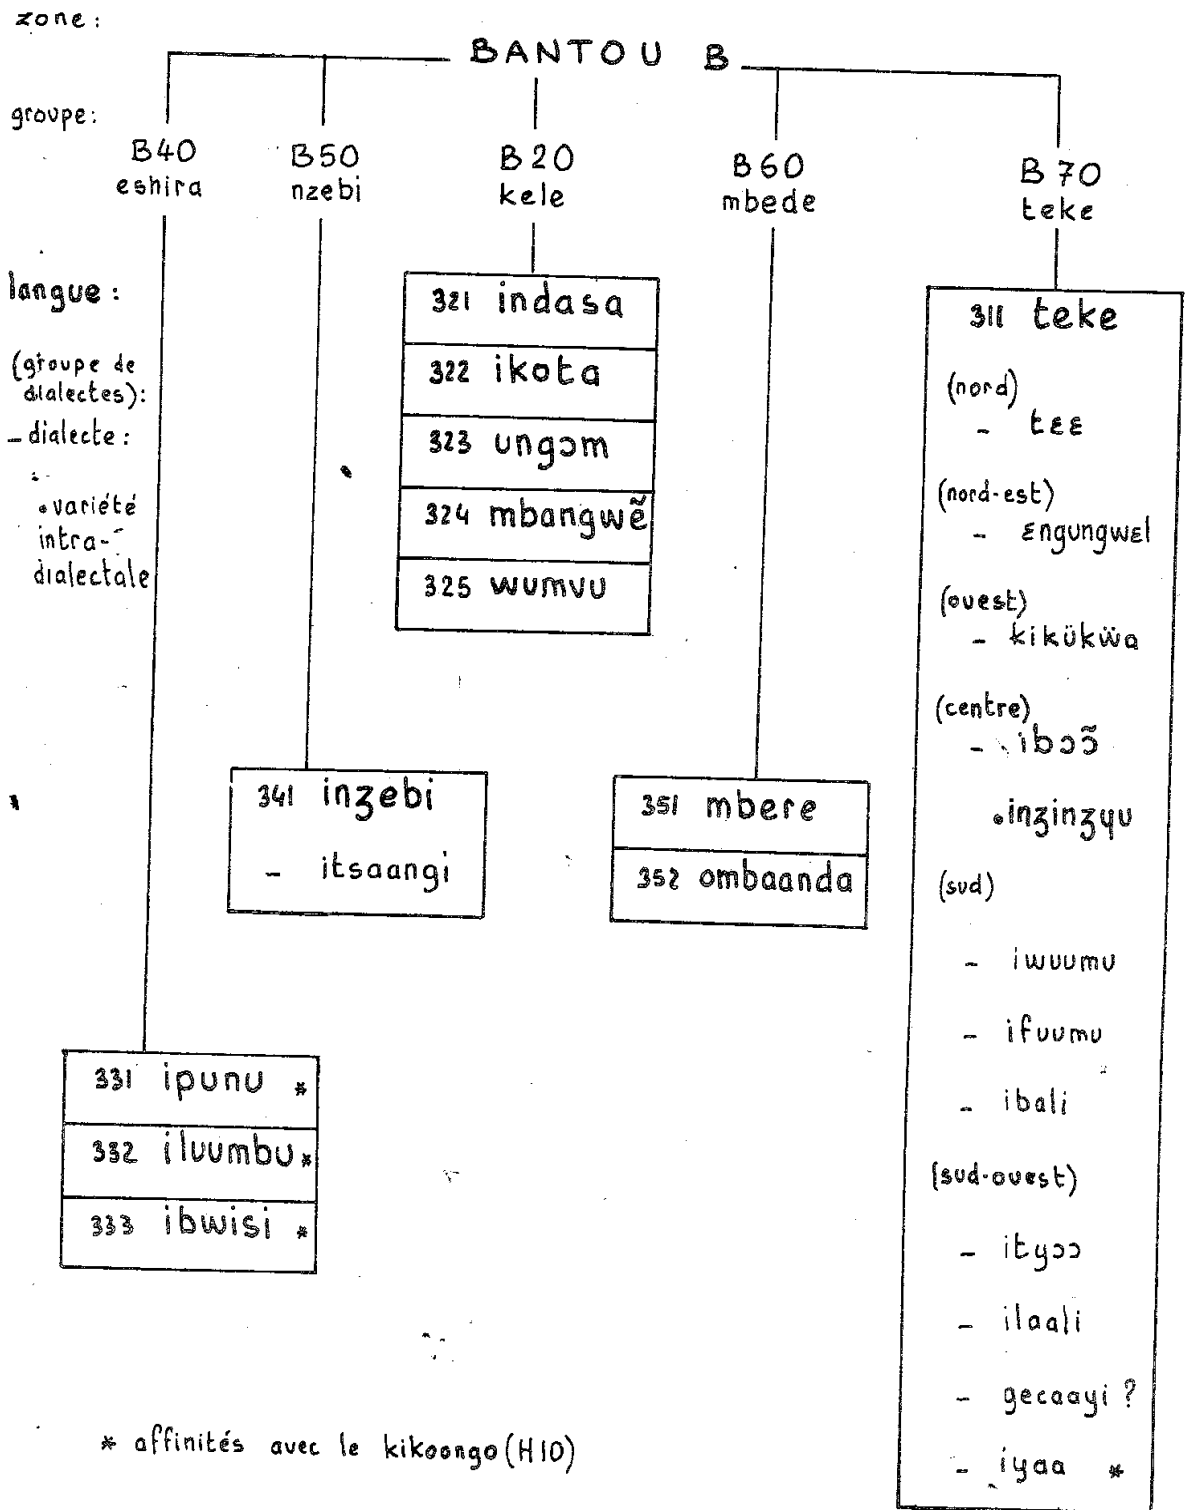 zone :
BANTOU B
groupe :
B40
eshira
B50
nzebi
B20
kele
B60
mbede
B70
teke
langue :
(groupe de
dialectes) :
- dialecte :
• variété
intra-
dialectale
321 indasa
322 ikota
323 ungɔm
324 mbangwẽ
325 wumvu
341 inʒebi
- itsaangi
351 mbere
352 ombaanda
331 ipunu *
332 iluumbu *
333 ibwisi *
311 teke
(nord)
- tɛɛ
(nord-est)
- ɛngungwɛl
(ouest)
- kikükẅa
(centre)
- ibɔɔ̃
• inʒinʒyu
(sud)
- iwuumu
- ifuumu
- ibali
(sud-ouest)
- ityɔɔ
- ilaali
- gecaayi ?
- iyaa *
* affinités avec le kikoongo (H10)